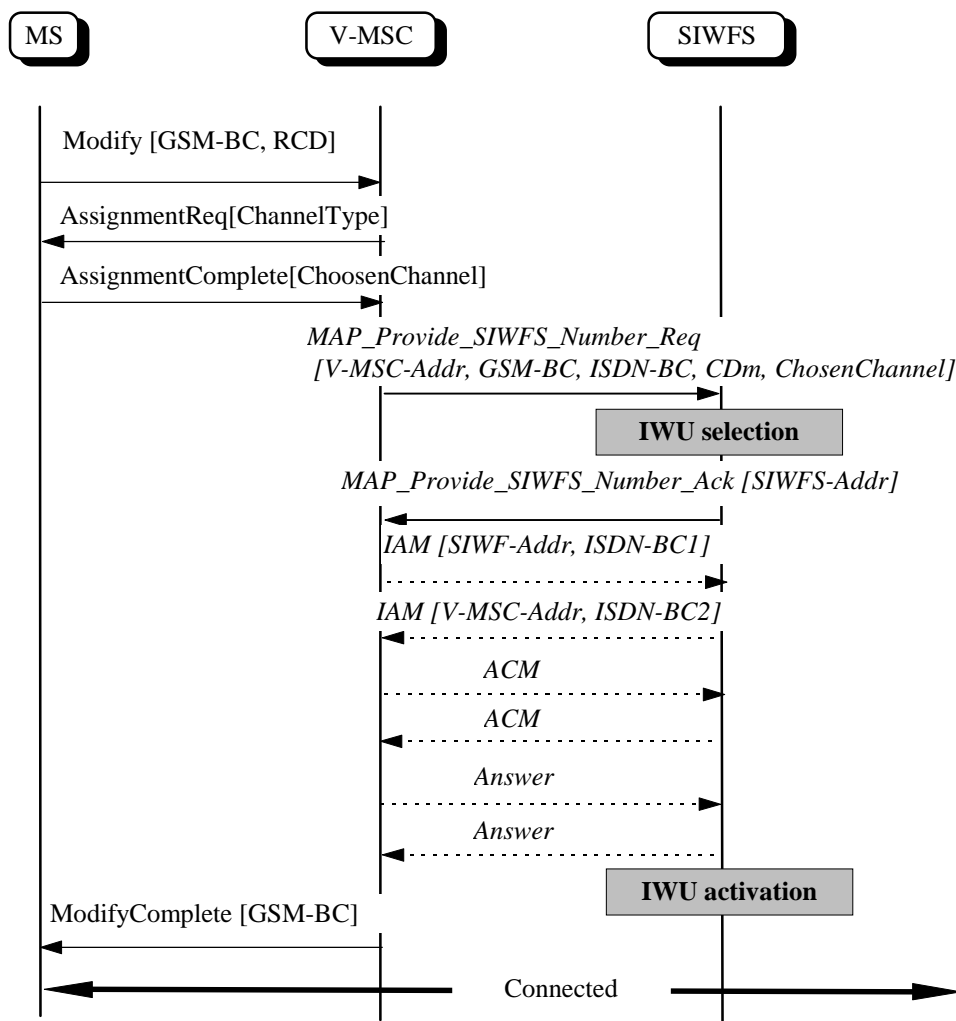 MS
V-MSC
SIWFS
Modify [GSM-BC, RCD]
AssignmentReq[ChannelType]
AssignmentComplete[ChoosenChannel]
MAP_Provide_SIWFS_Number_Req
[V-MSC-Addr, GSM-BC, ISDN-BC, CDm, ChosenChannel]
IWU selection
MAP_Provide_SIWFS_Number_Ack [SIWFS-Addr]
IAM [SIWF-Addr, ISDN-BC1]
IAM [V-MSC-Addr, ISDN-BC2]
ACM
ACM
Answer
Answer
IWU activation
ModifyComplete [GSM-BC]
Connected